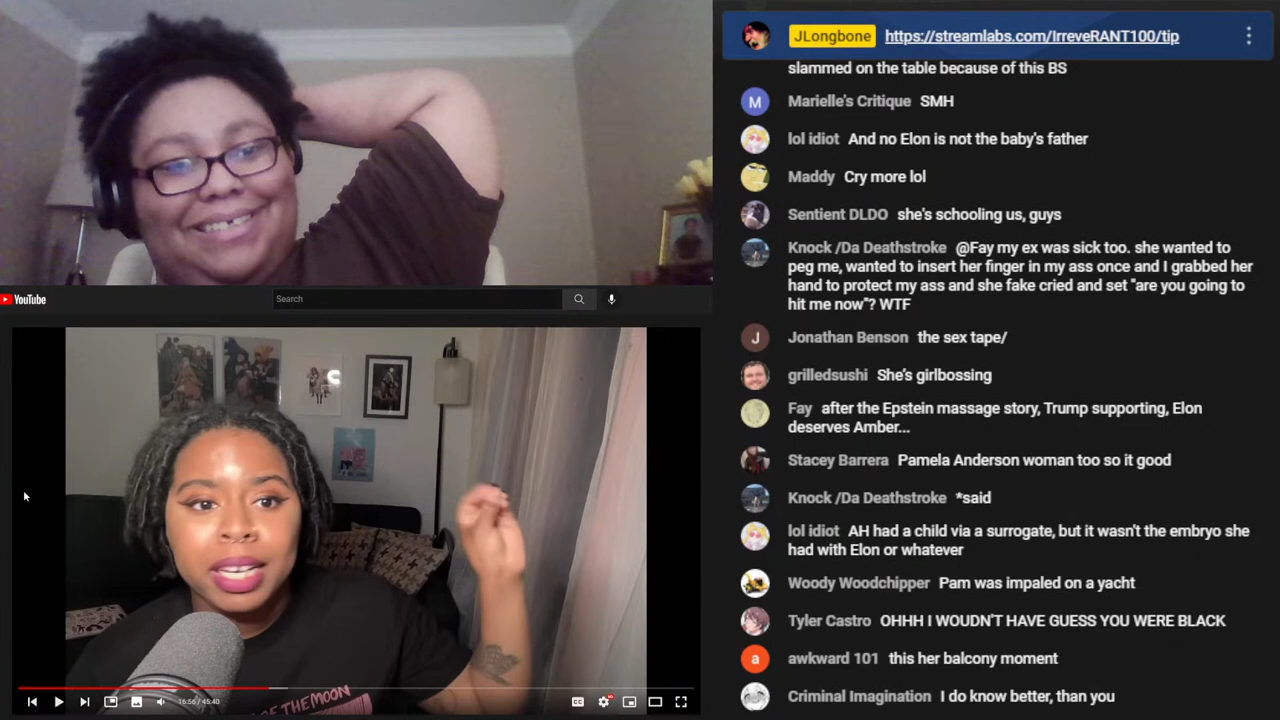 JLongbone https://streamlabs.com/IrreveRANT100/tip
slammed on the table because of this BS
M Marielle's Critique SMH
lol idiot And no Elon is not the baby's father
Maddy Cry more lol
Sentient DLDO she's schooling us, guys
Knock /Da Deathstroke @Fay my ex was sick too. she wanted to
peg me, wanted to insert her finger in my ass once and I grabbed her
hand to protect my ass and she fake cried and set "are you going to
hit me now"? WTF
J Jonathan Benson the sex tape/
grilledsushi She's girlbossing
Fay after the Epstein massage story, Trump supporting, Elon
deserves Amber...
Stacey Barrera Pamela Anderson woman too so it good
Knock /Da Deathstroke *said
lol idiot AH had a child via a surrogate, but it wasn't the embryo she
had with Elon or whatever
Woody Woodchipper Pam was impaled on a yacht
Tyler Castro OHHH I WOUDN'T HAVE GUESS YOU WERE BLACK
a awkward 101 this her balcony moment
Criminal Imagination I do know better, than you
YouTube
Search
THEMOON
16:56 / 45:40
CC